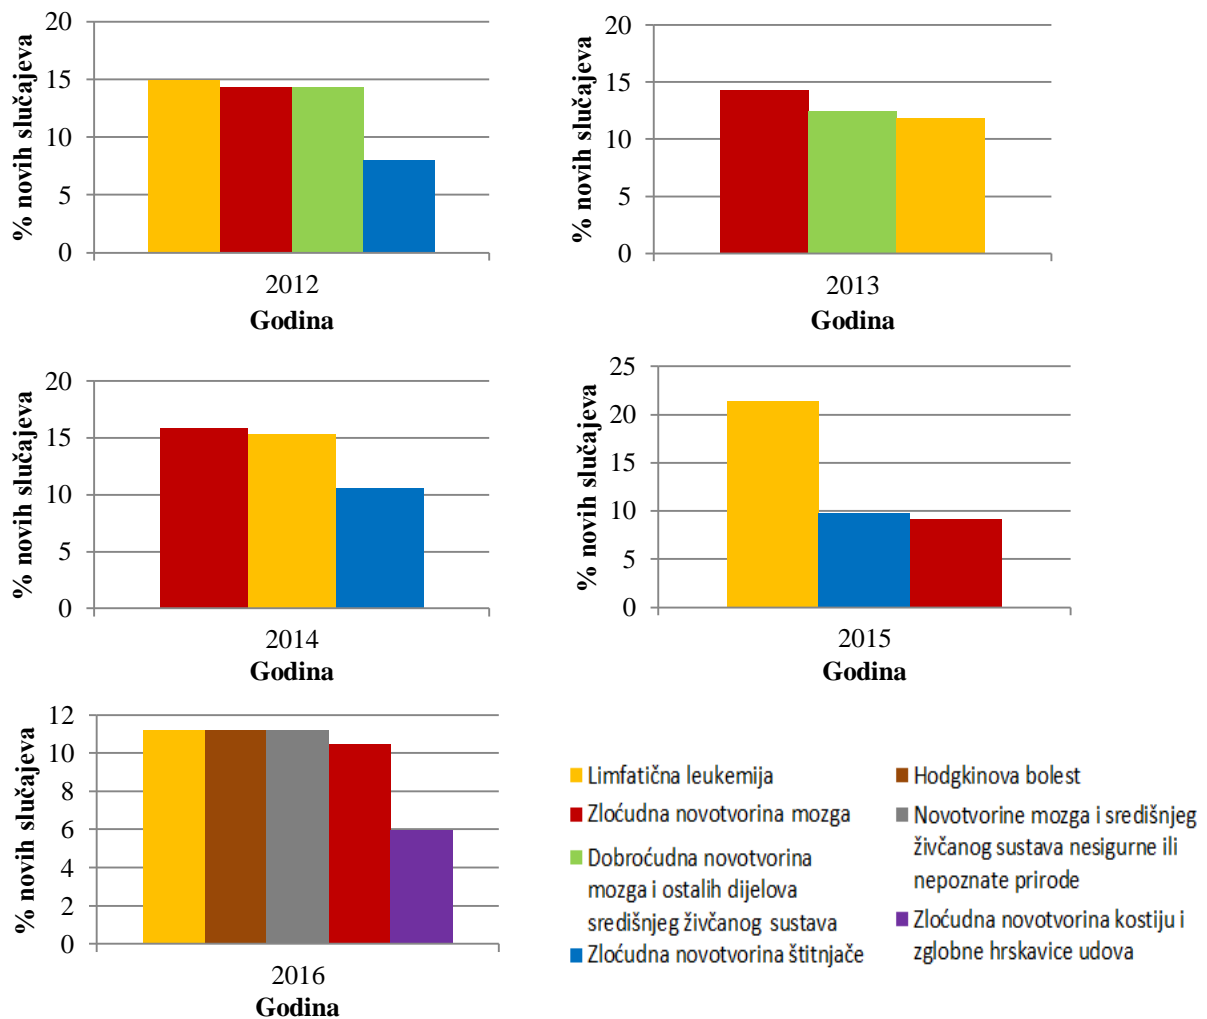 % novih slučajeva
20
15
10
5
0
2012
Godina
% novih slučajeva
20
15
10
5
0
2013
Godina
% novih slučajeva
20
15
10
5
0
2014
Godina
% novih slučajeva
25
20
15
10
5
0
2015
Godina
% novih slučajeva
12
10
8
6
4
2
0
2016
Godina
Limfatična leukemija
Zloćudna novotvorina mozga
Dobroćudna novotvorina
mozga i ostalih dijelova
središnjeg živčanog sustava
Zloćudna novotvorina štitnjače
Hodgkinova bolest
Novotvorine mozga i središnjeg
živčanog sustava nesigurne ili
nepoznate prirode
Zloćudna novotvorina kostiju i
zglobne hrskavice udova